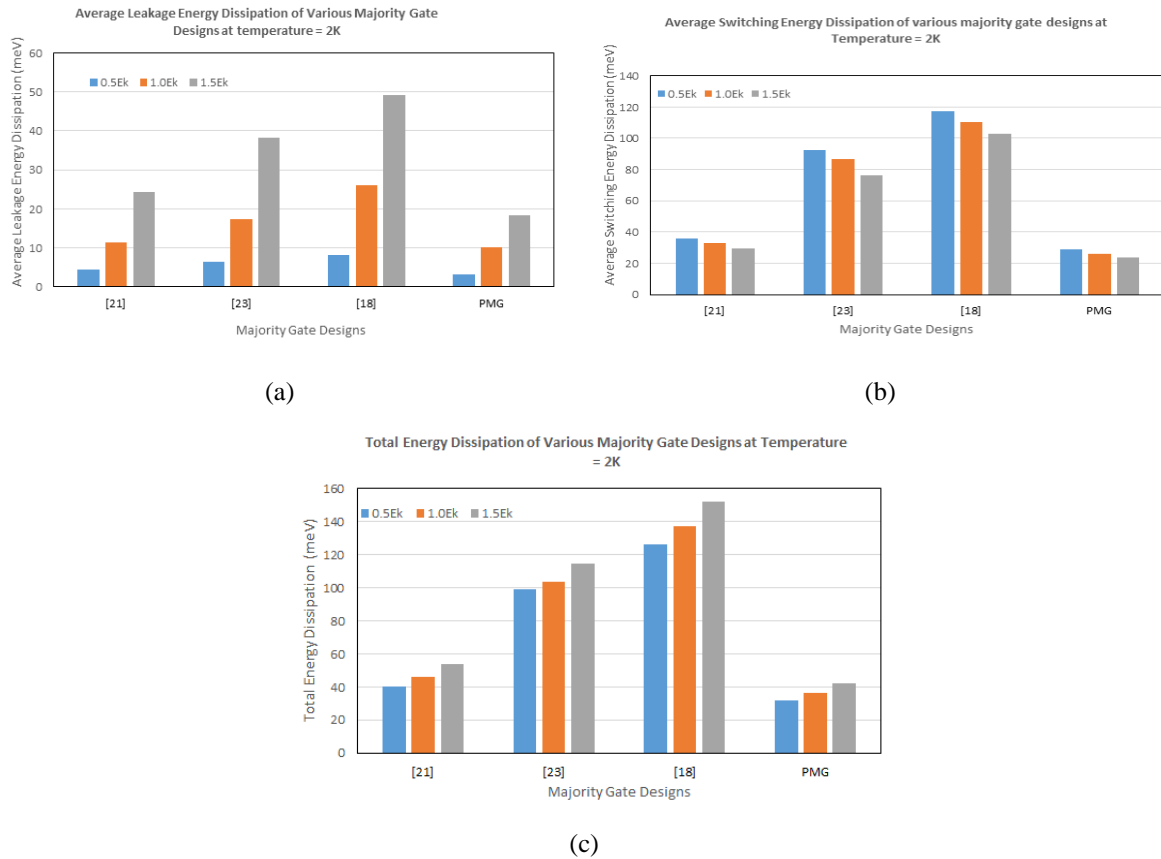 Average Leakage Energy Dissipation of Various Majority Gate
Designs at temperature = 2K
Average Leakage Energy Dissipation (meV)
60
50
40
30
20
10
0
0.5Ek 1.0Ek 1.5Ek
[21] [23] [18] PMG
Majority Gate Designs
(a)
Average Switching Energy Dissipation of various majority gate designs at
Temperature = 2K
Average Switching Energy Dissipation (meV)
140
120
100
80
60
40
20
0
0.5Ek 1.0Ek 1.5Ek
[21] [23] [18] PMG
Majority Gate Designs
(b)
Total Energy Dissipation of Various Majority Gate Designs at Temperature
= 2K
Total Energy Dissipation (meV)
160
140
120
100
80
60
40
20
0
0.5Ek 1.0Ek 1.5Ek
[21] [23] [18] PMG
Majority Gate Designs
(c)